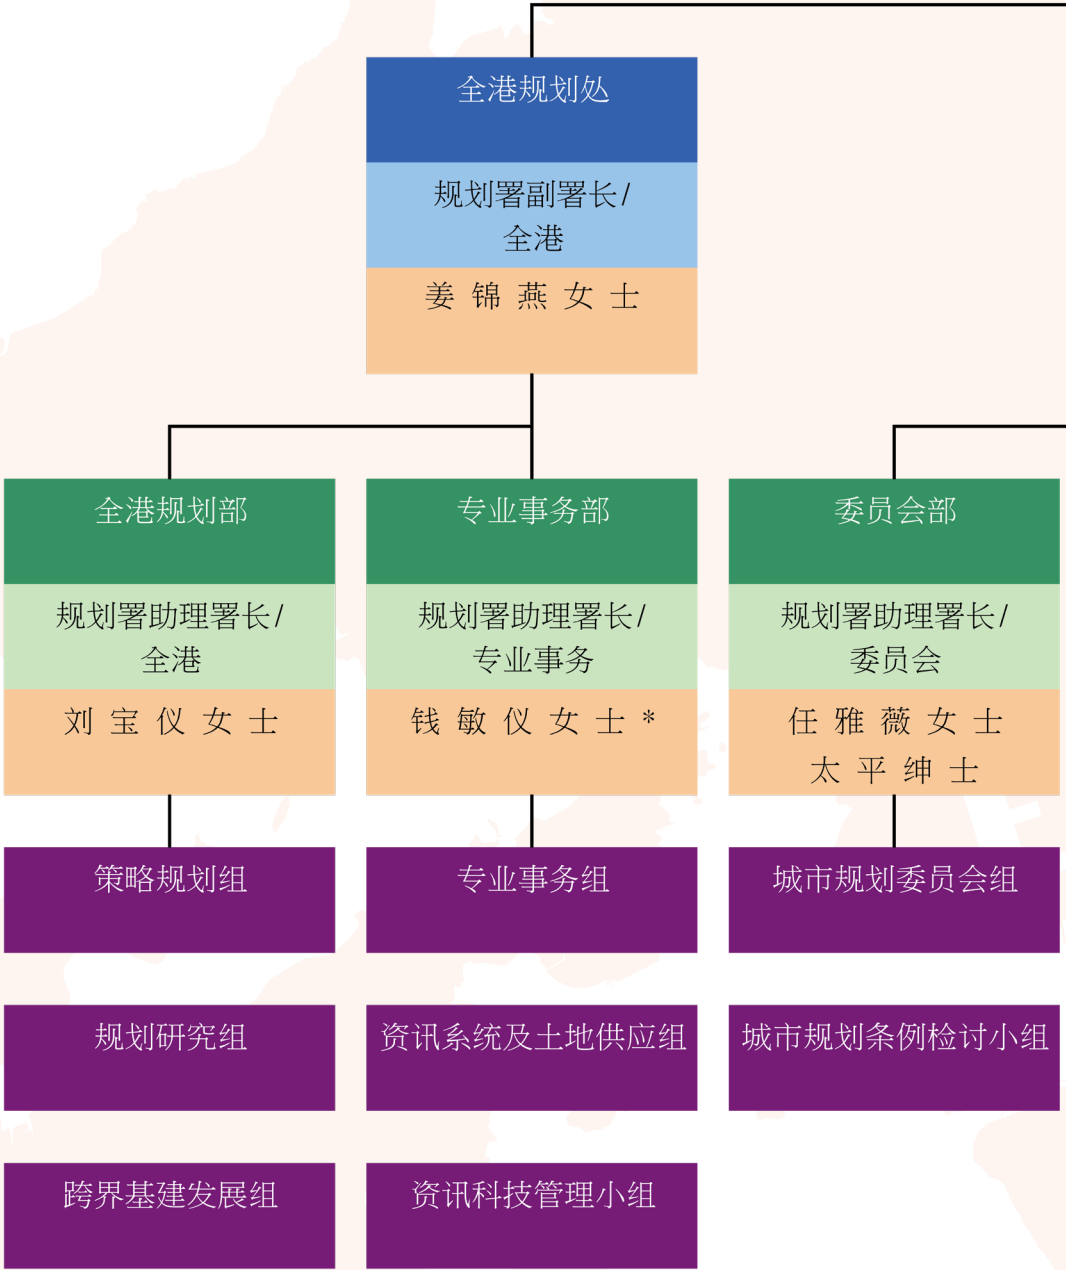 全港规划处
规划署副署长/
全港
姜锦燕女士
全港规划部
规划署助理署长/
全港
刘宝仪女士
策略规划组
规划研究组
跨界基建发展组
专业事务部
规划署助理署长/
专业事务
钱敏仪女士*
专业事务组
资讯系统及土地供应组
资讯科技管理小组
委员会部
规划署助理署长/
委员会
任雅薇女士
太平绅士
城市规划委员会组
城市规划条例检讨小组